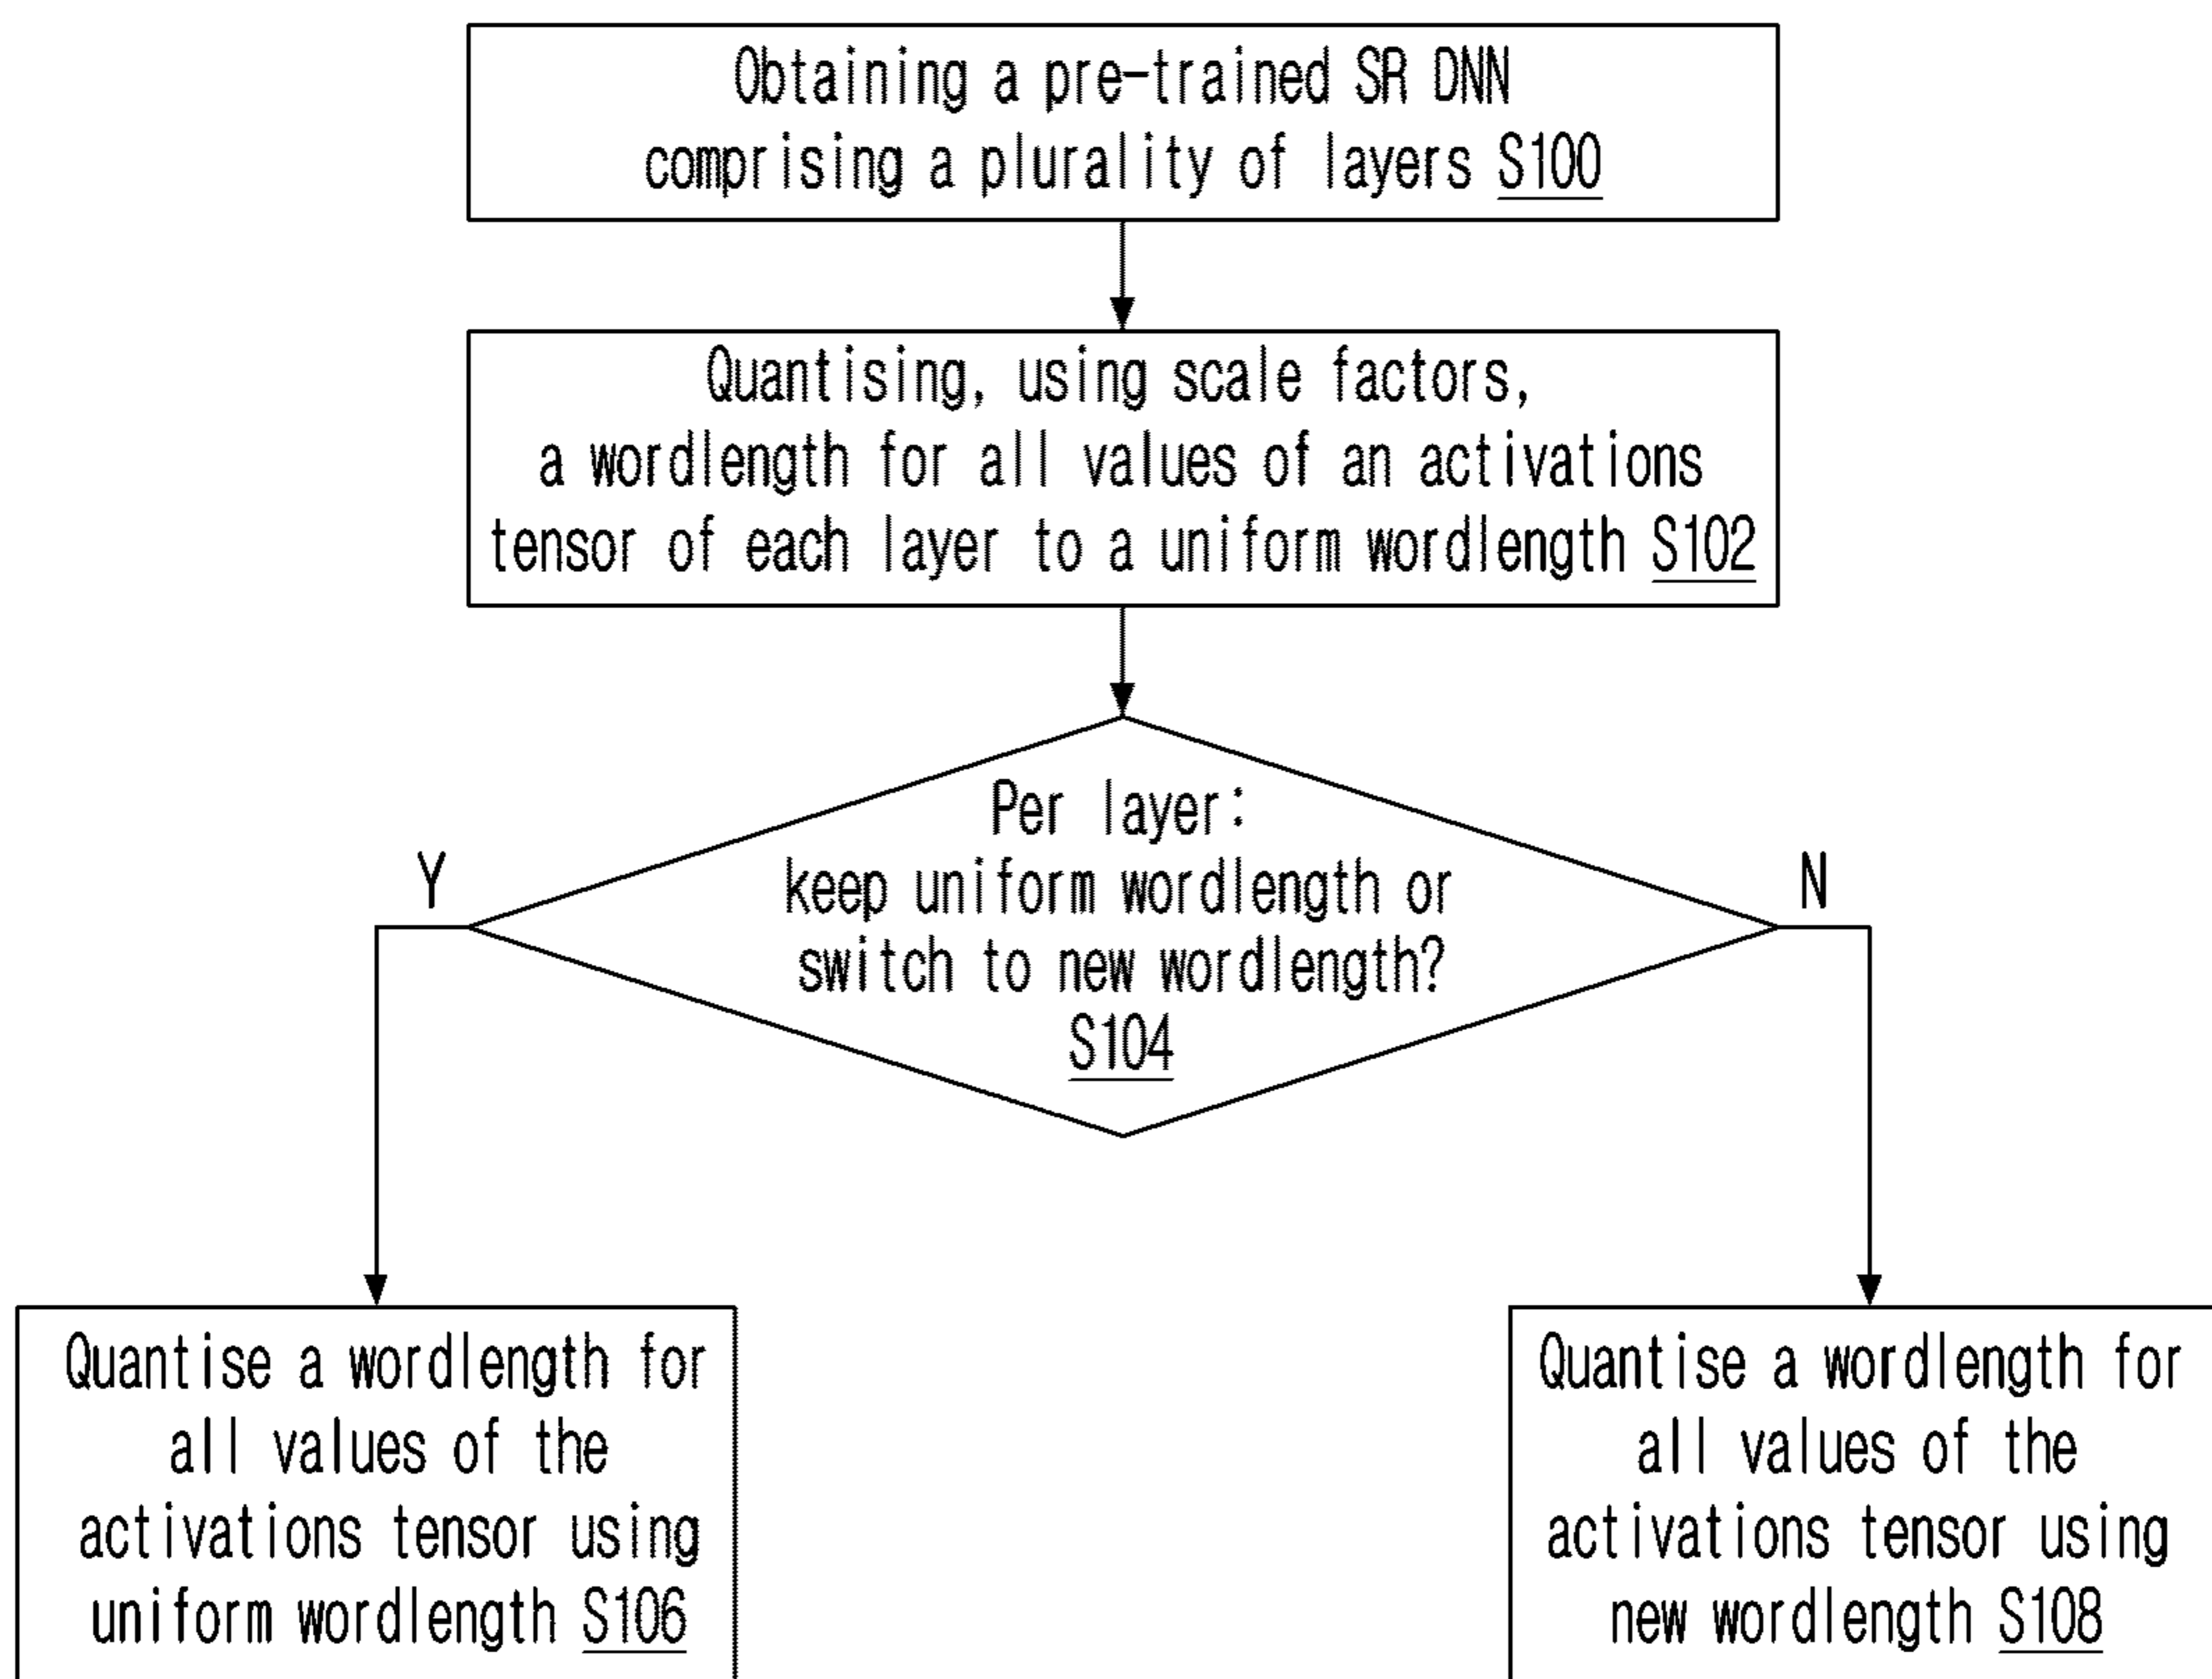 Obtaining a pre-trained SR DNN
comprising a plurality of layers S100
Quantising, using scale factors,
a wordlength for all values of an activations
tensor of each layer to a uniform wordlength S102
Per layer:
keep uniform wordlength or
switch to new wordlength?
S104
Y
N
Quantise a wordlength for
all values of the
activations tensor using
uniform wordlength S106
Quantise a wordlength for
all values of the
activations tensor using
new wordlength S108